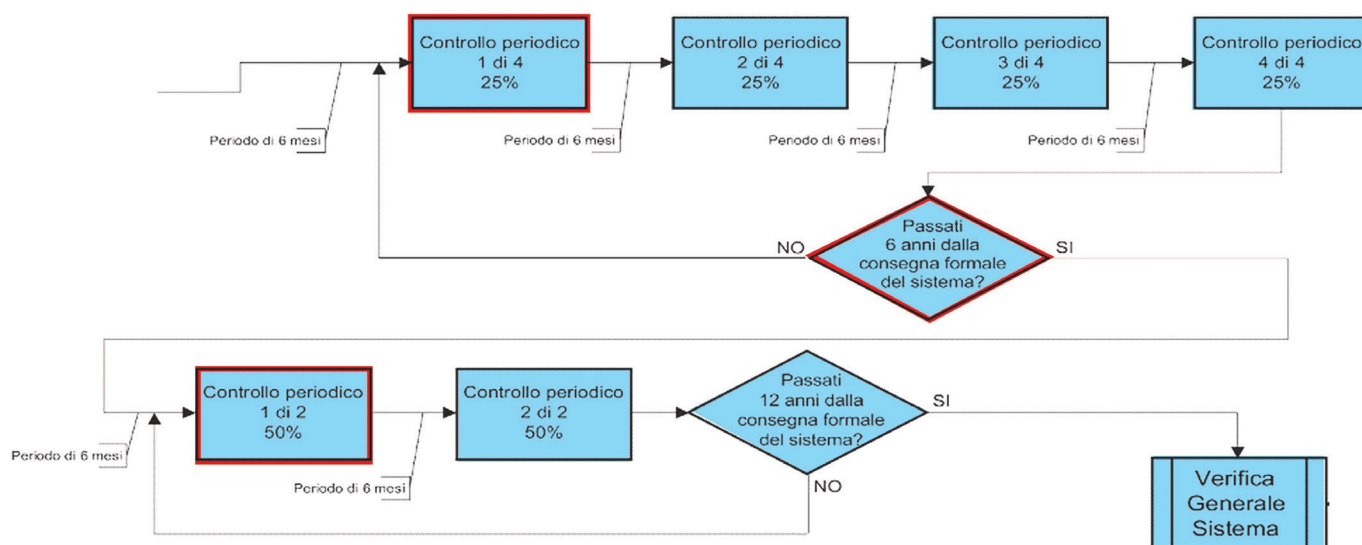 Controllo periodico
1 di 4
25%
Controllo periodico
2 di 4
25%
Controllo periodico
3 di 4
25%
Controllo periodico
4 di 4
25%
Periodo di 6 mesi
Periodo di 6 mesi
Periodo di 6 mesi
Periodo di 6 mesi
Passati
6 anni dalla
consegna formale
del sistema?
NO
SI
Controllo periodico
1 di 2
50%
Controllo periodico
2 di 2
50%
Passati
12 anni dalla
consegna formale
del sistema?
SI
NO
Periodo di 6 mesi
Periodo di 6 mesi
Verifica
Generale
Sistema